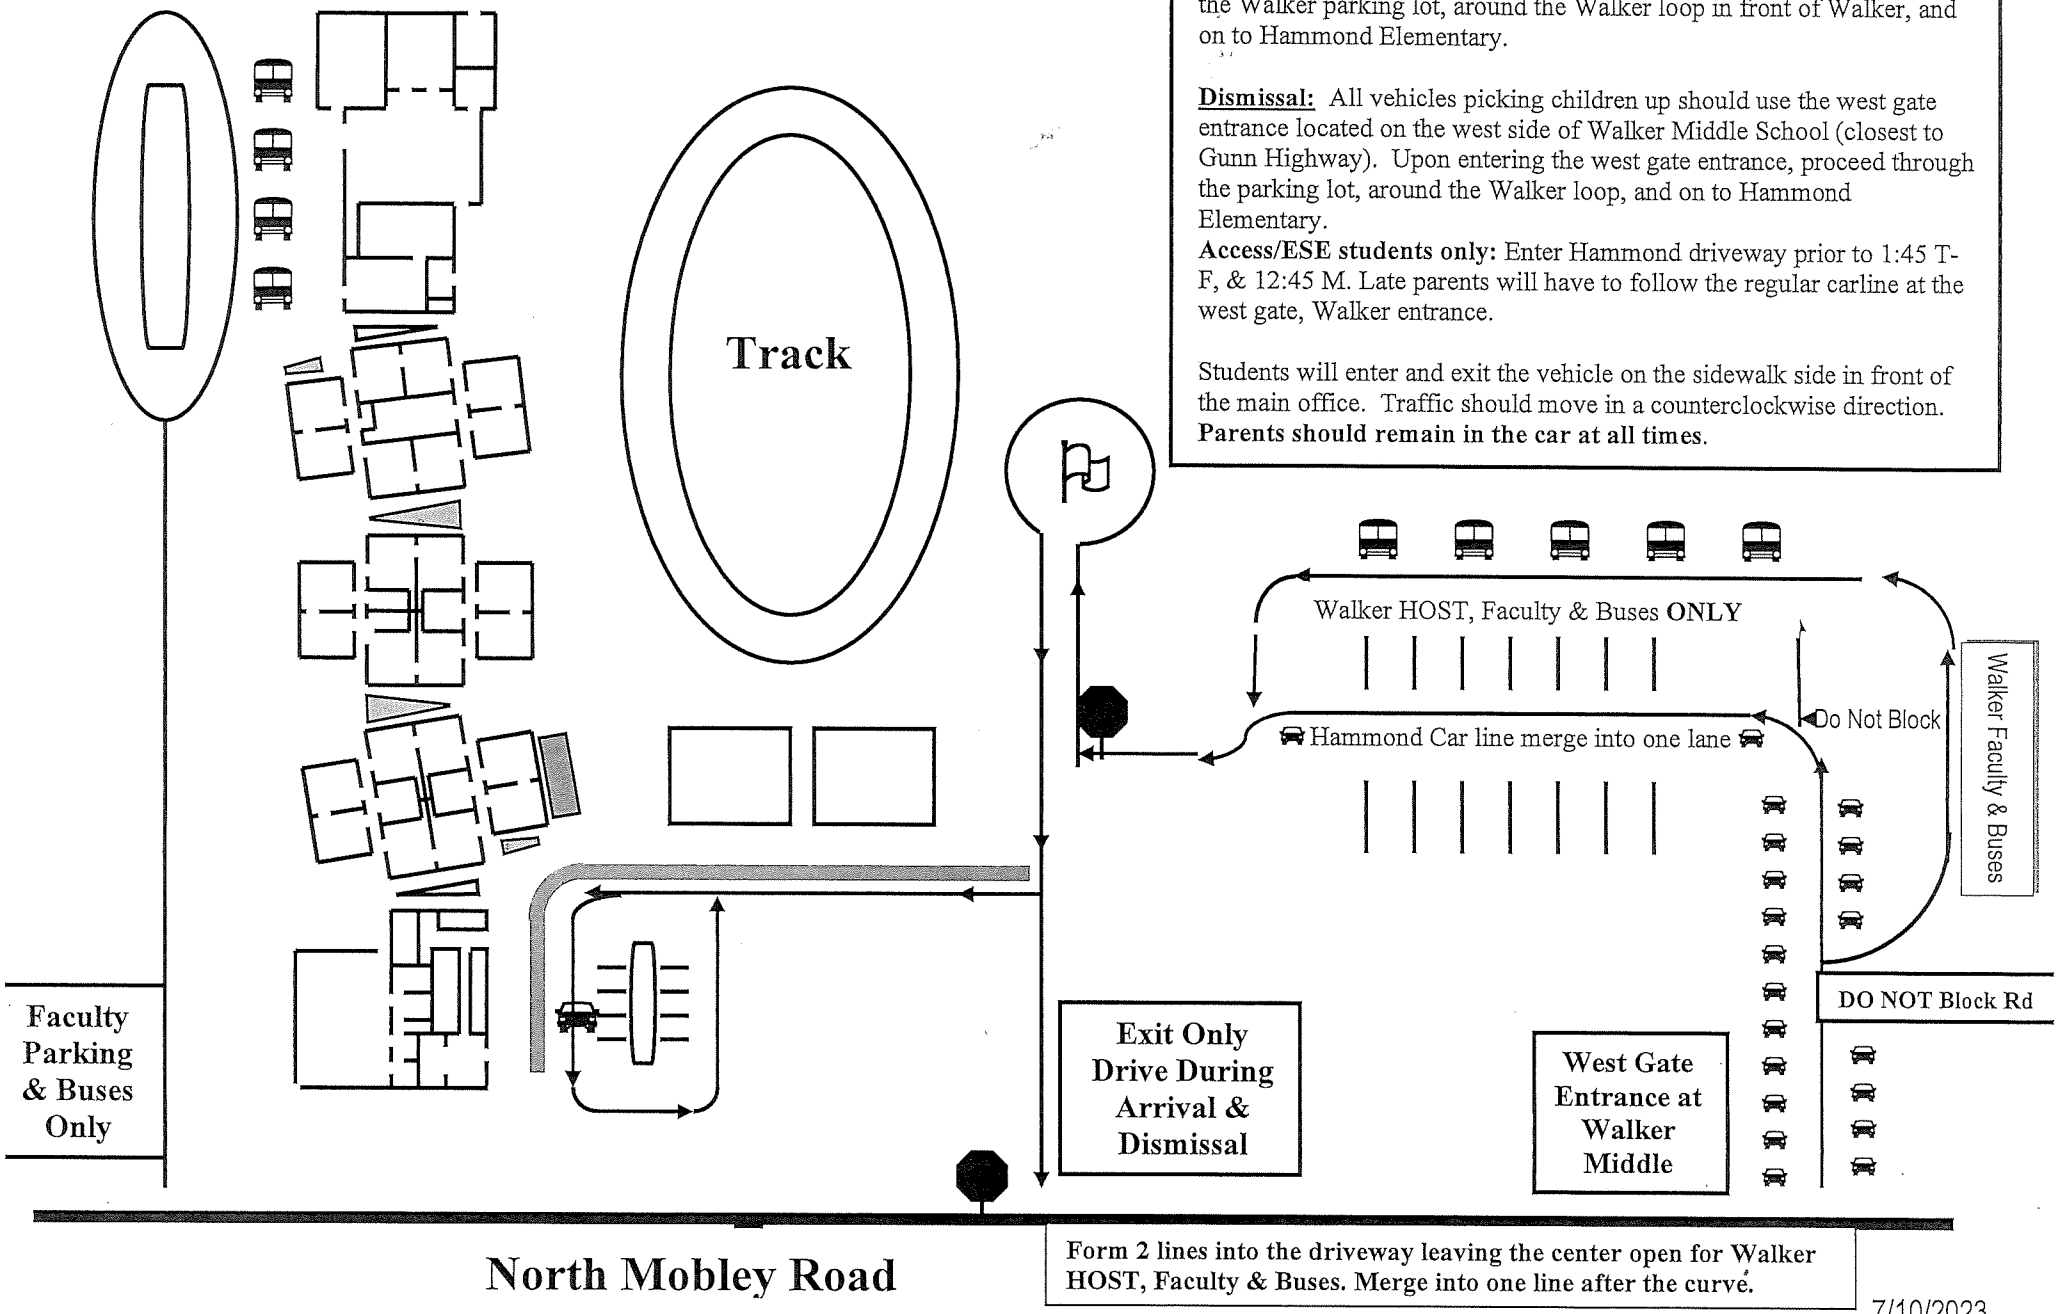 the Walker parking lot, around the Walker loop in front of Walker, and
on to Hammond Elementary.
Dismissal: All vehicles picking children up should use the west gate
entrance located on the west side of Walker Middle School (closest to
Gunn Highway). Upon entering the west gate entrance, proceed through
the parking lot, around the Walker loop, and on to Hammond
Elementary.
Access/ESE students only: Enter Hammond driveway prior to 1:45 T-
F, & 12:45 M. Late parents will have to follow the regular carline at the
west gate, Walker entrance.
Students will enter and exit the vehicle on the sidewalk side in front of
the main office. Traffic should move in a counterclockwise direction.
Parents should remain in the car at all times.
Track
Walker HOST, Faculty & Buses ONLY
Walker Faculty & Buses
Do Not Block
Hammond Car line merge into one lane
DO NOT Block Rd
Faculty
Parking
& Buses
Only
Exit Only
Drive During
Arrival &
Dismissal
West Gate
Entrance at
Walker
Middle
North Mobley Road
Form 2 lines into the driveway leaving the center open for Walker
HOST, Faculty & Buses. Merge into one line after the curve.
7/10/2023